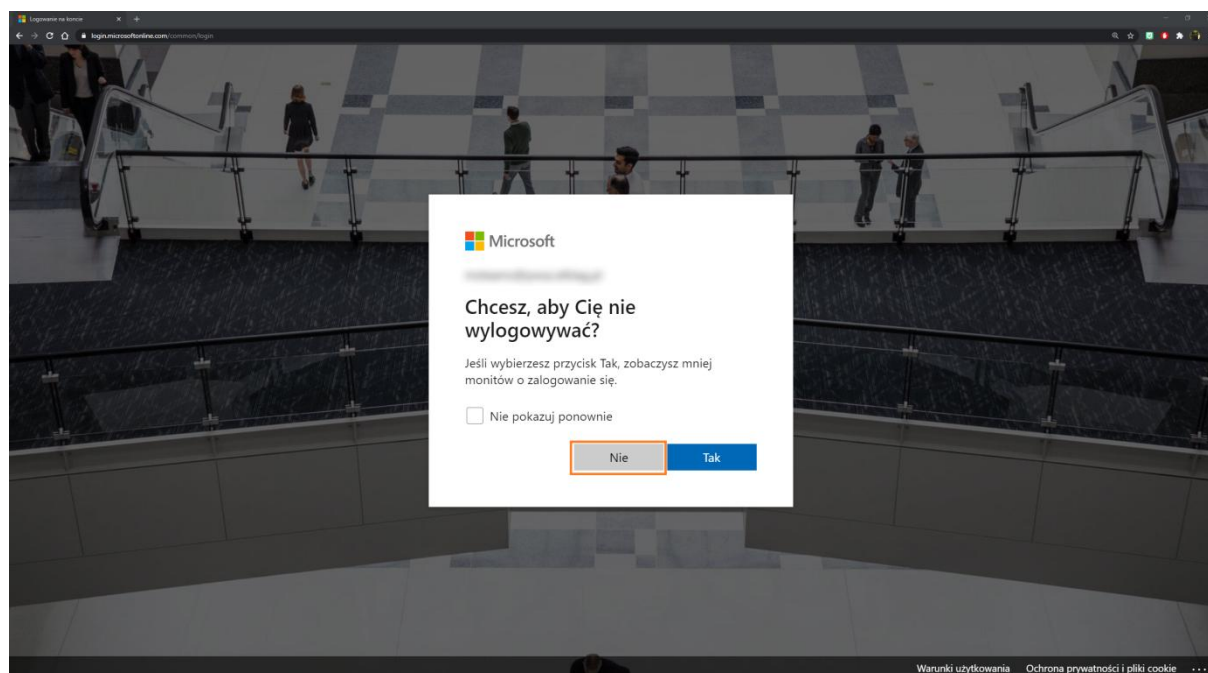 Logowanie na koncie
login.microsoftonline.com/common/login
Microsoft
Chcesz, aby Cię nie
wylogowywać?
Jeśli wybierzesz przycisk Tak, zobaczysz mniej
monitów o zalogowanie się.
Nie pokazuj ponownie
Nie Tak
Warunki użytkowania Ochrona prywatności i pliki cookie ...